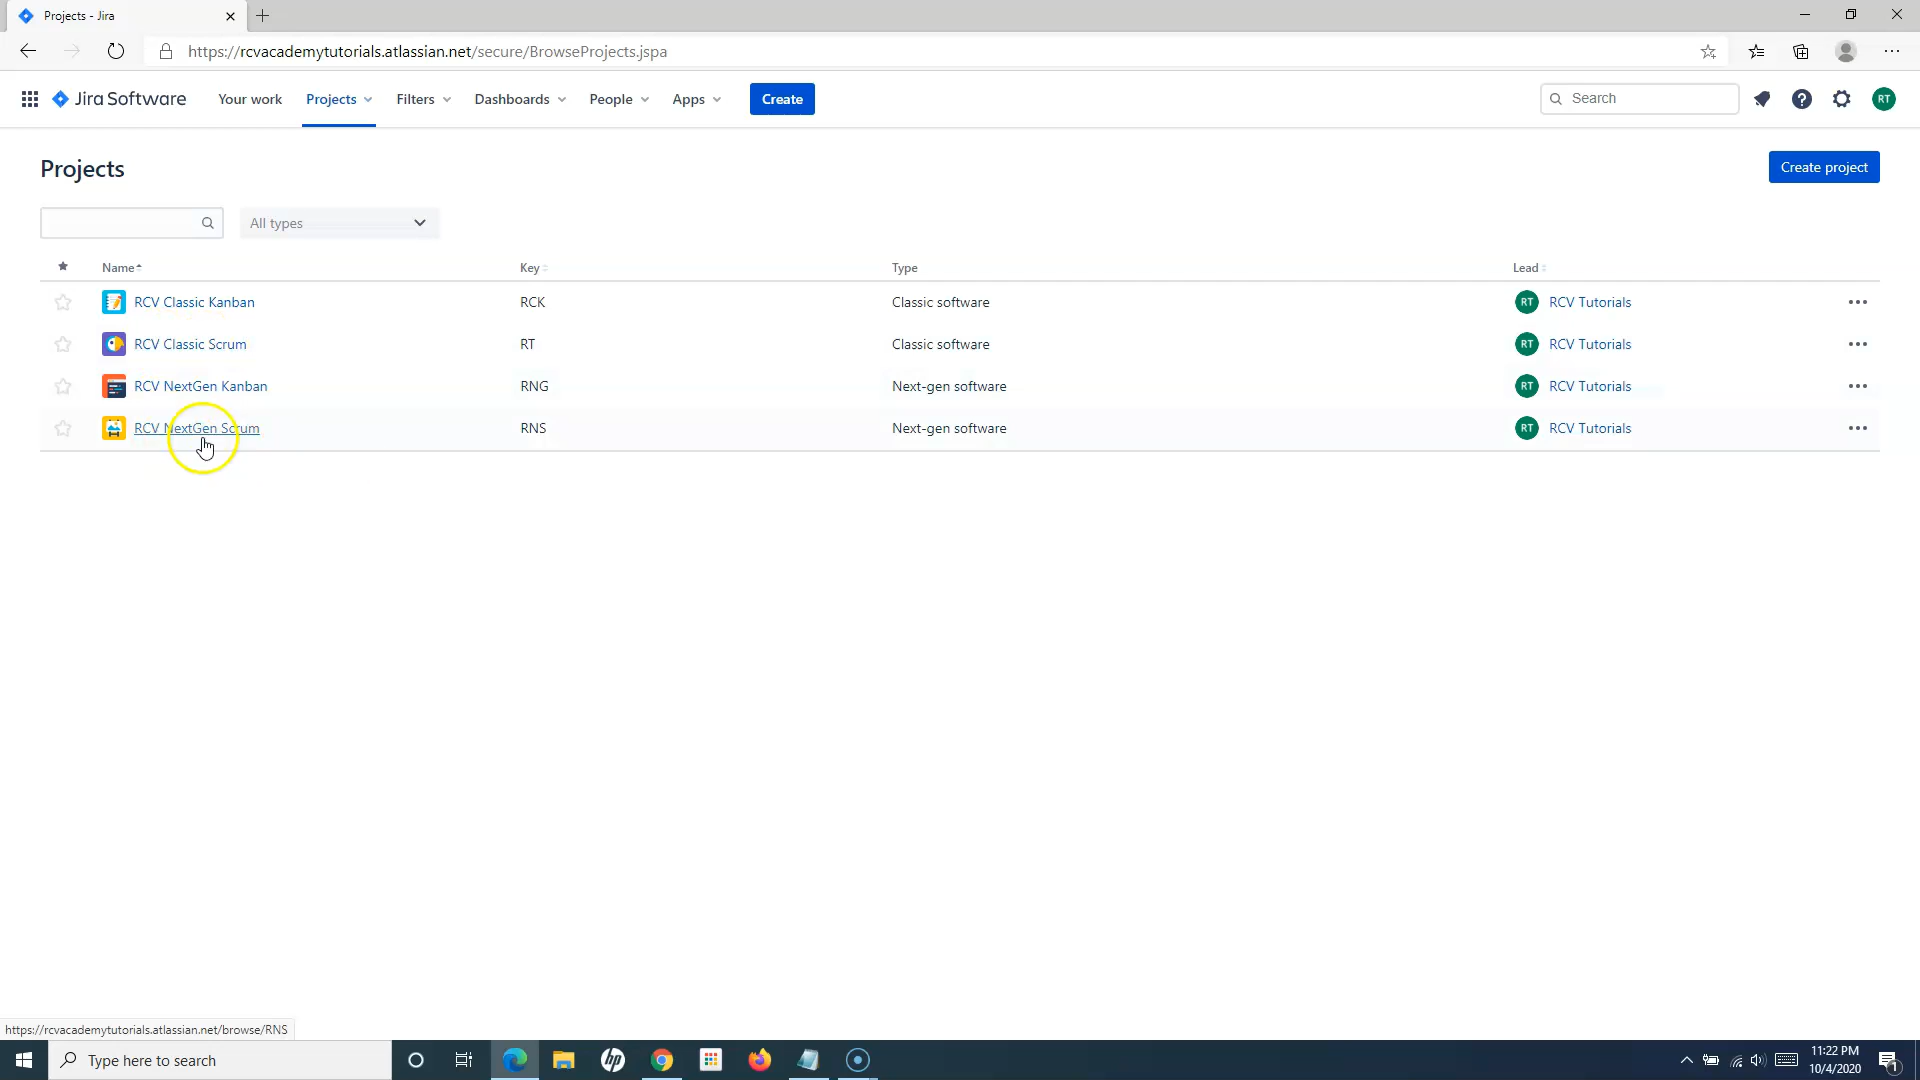 Projects - Jira
https://rcvacademytutorials.atlassian.net/secure/BrowseProjects.jspa
Jira Software Your work Projects Filters Dashboards People Apps Create Search RT
Projects
Create project
All types
Name Key Type Lead
RCV Classic Kanban RCK Classic software RT RCV Tutorials
RCV Classic Scrum RT Classic software RT RCV Tutorials
RCV NextGen Kanban RNG Next-gen software RT RCV Tutorials
RCV NextGen Scrum RNS Next-gen software RT RCV Tutorials
https://rcvacademytutorials.atlassian.net/browse/RNS
Type here to search
hp
11:22 PM
10/4/2020
1